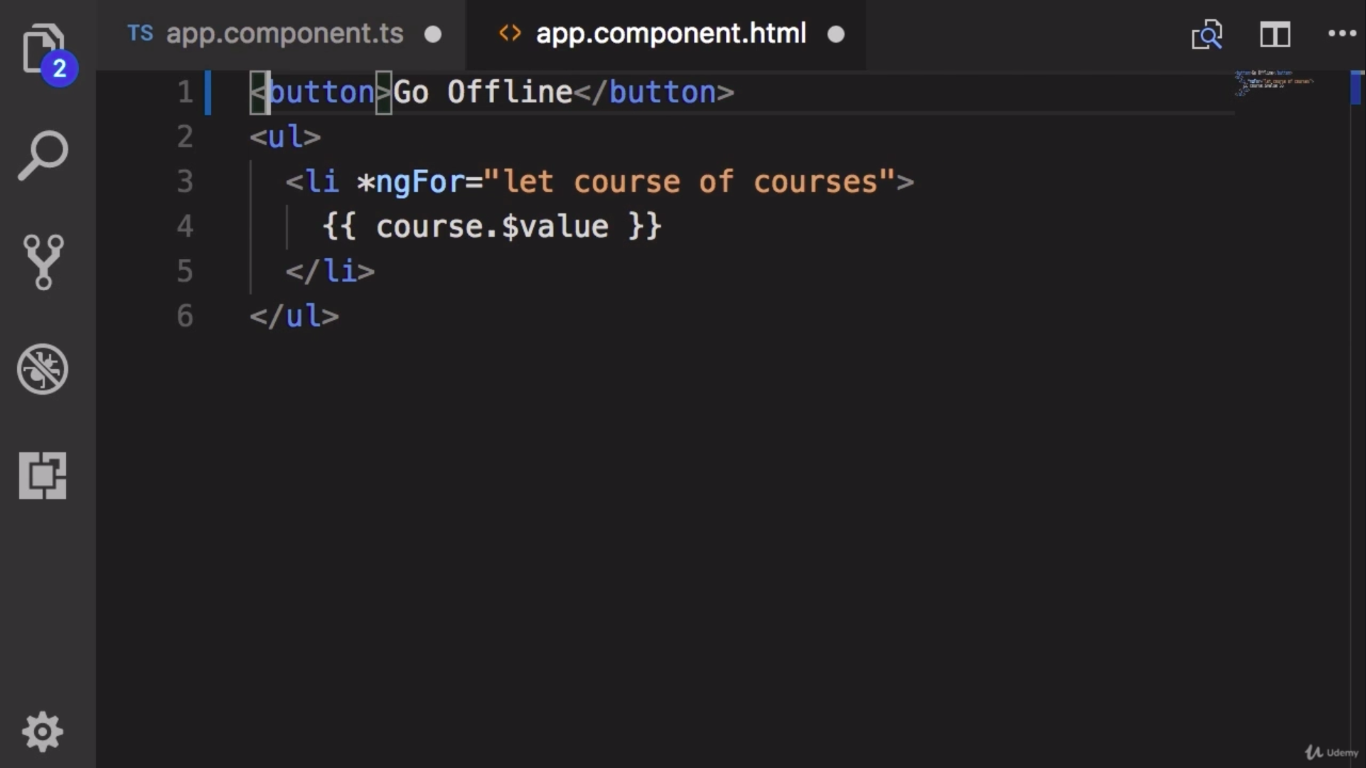 TS app.component.ts
<> app.component.html
2
1 <button>Go Offline</button>
2 <ul>
3 <li *ngFor="let course of courses">
4 {{ course.$value }}
5 </li>
6 </ul>
Udemy